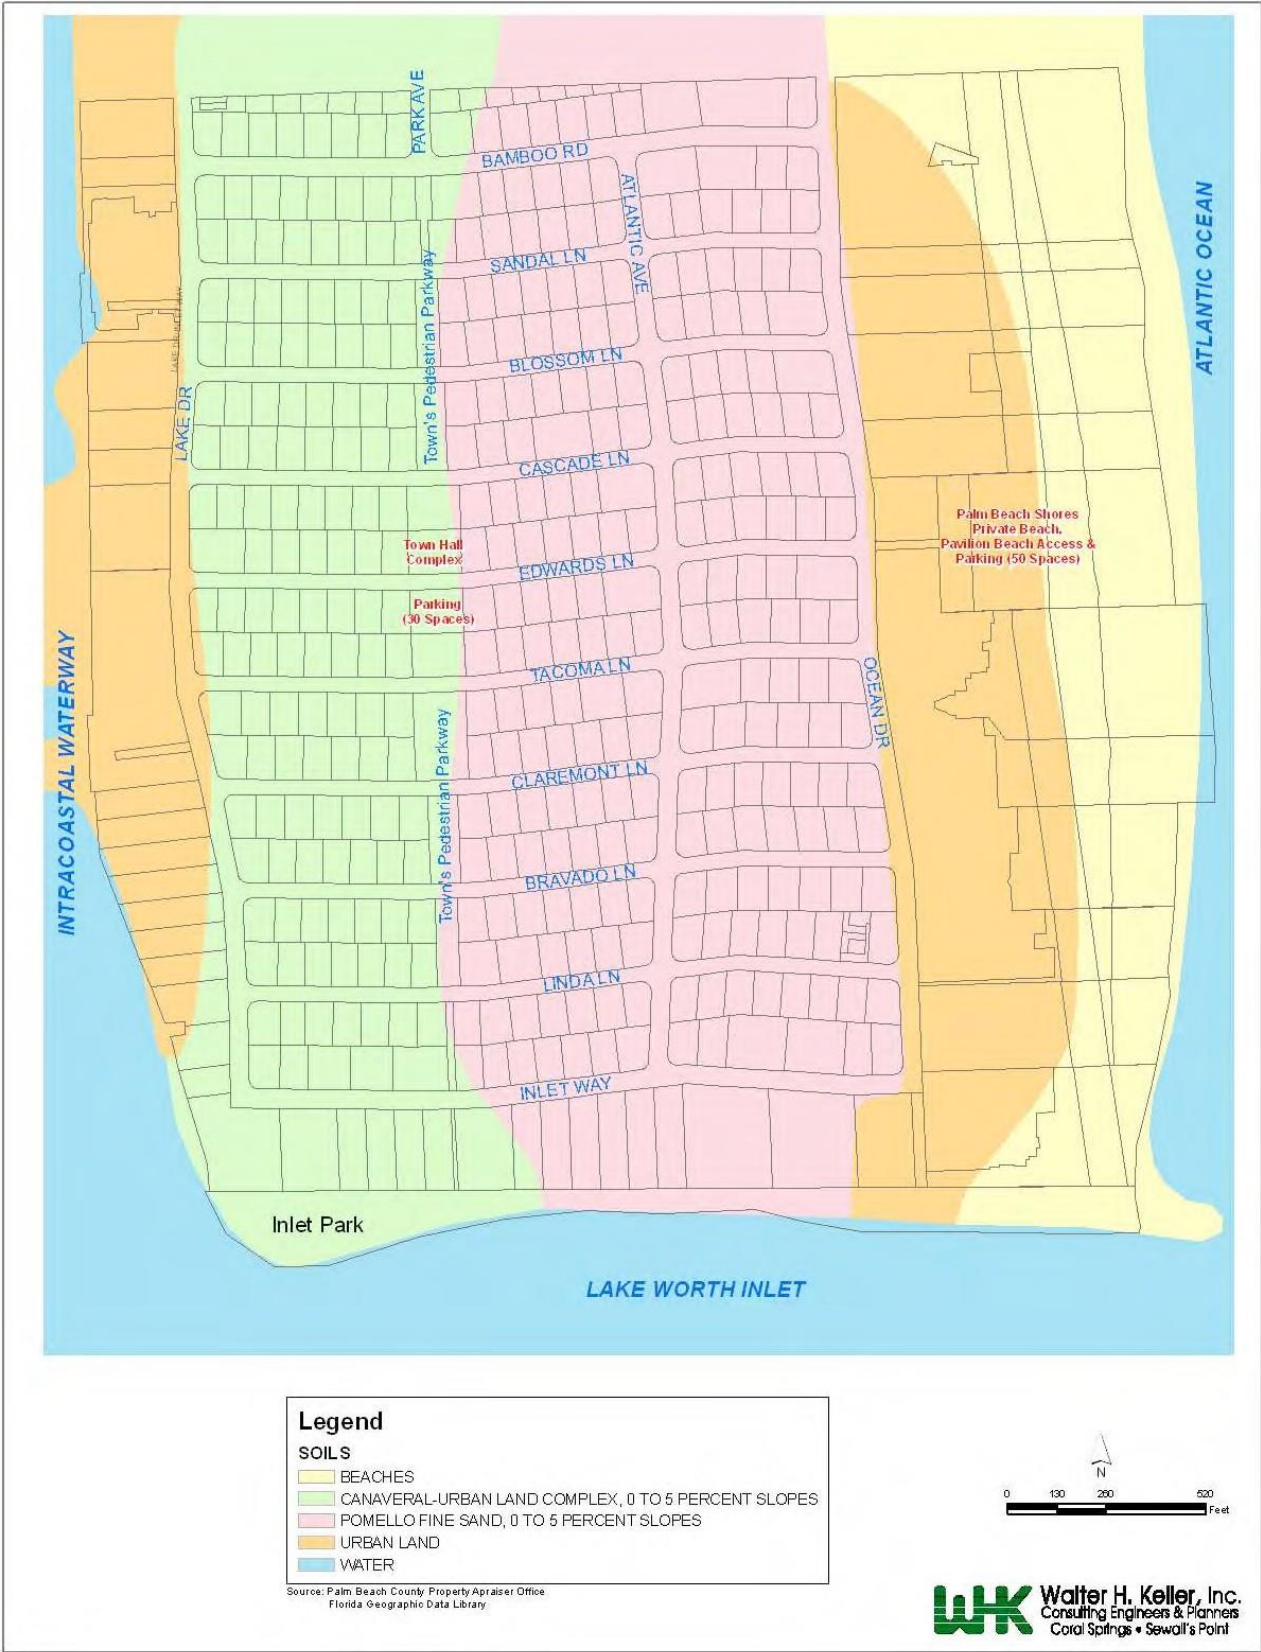 PARK AVE
BAMBOO RD
ATLANTIC AVE
SANDAL LN
Town's Pedestrian Parkway
ATLANTIC OCEAN
BLOSSOM LN
LAKE DR
CASCADE LN
Palm Beach Shores
Private Beach,
Pavilion Beach Access &
Parking (50 Spaces)
Town Hall
Complex
EDWARDS LN
Parking
(30 Spaces)
INTRACOASTAL WATERWAY
TACOMA LN
OCEAN DR
Town's Pedestrian Parkway
CLAREMONT LN
BRAVADO LN
LINDA LN
INLET WAY
Inlet Park
LAKE WORTH INLET
Legend
SOILS
BEACHES
CANAVERAL-URBAN LAND COMPLEX, 0 TO 5 PERCENT SLOPES
POMELLO FINE SAND, 0 TO 5 PERCENT SLOPES
URBAN LAND
WATER
N
0 130 260 520
Feet
Source: Palm Beach County Property Apraiser Office
Florida Geographic Data Library
WHK
Walter H. Keller, Inc.
Consulting Engineers & Planners
Coral Springs • Sewall's Point